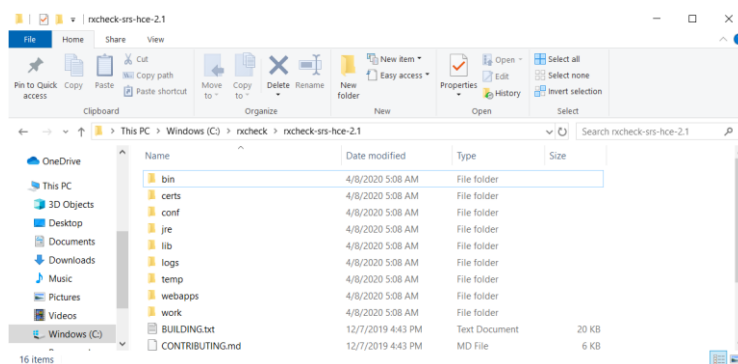 rxcheck-srs-hce-2.1
File Home Share View
Pin to Quick access
Copy
Paste
Cut
Copy path
Paste shortcut
Clipboard
Move to
Copy to
Delete
Rename
Organize
New folder
New item
Easy access
New
Properties
Open
Edit
History
Open
Select all
Select none
Invert selection
Select
This PC > Windows (C:) > rxcheck > rxcheck-srs-hce-2.1
Search rxcheck-srs-hce-2.1
OneDrive
This PC
3D Objects
Desktop
Documents
Downloads
Music
Pictures
Videos
Windows (C:)
Name Date modified Type Size
bin 4/8/2020 5:08 AM File folder
certs 4/8/2020 5:08 AM File folder
conf 4/8/2020 5:08 AM File folder
jre 4/8/2020 5:08 AM File folder
lib 4/8/2020 5:08 AM File folder
logs 4/8/2020 5:08 AM File folder
temp 4/8/2020 5:08 AM File folder
webapps 4/8/2020 5:08 AM File folder
work 4/8/2020 5:08 AM File folder
BUILDING.txt 12/7/2019 4:43 PM Text Document 20 KB
CONTRIBUTING.md 12/7/2019 4:43 PM MD File 6 KB
16 items